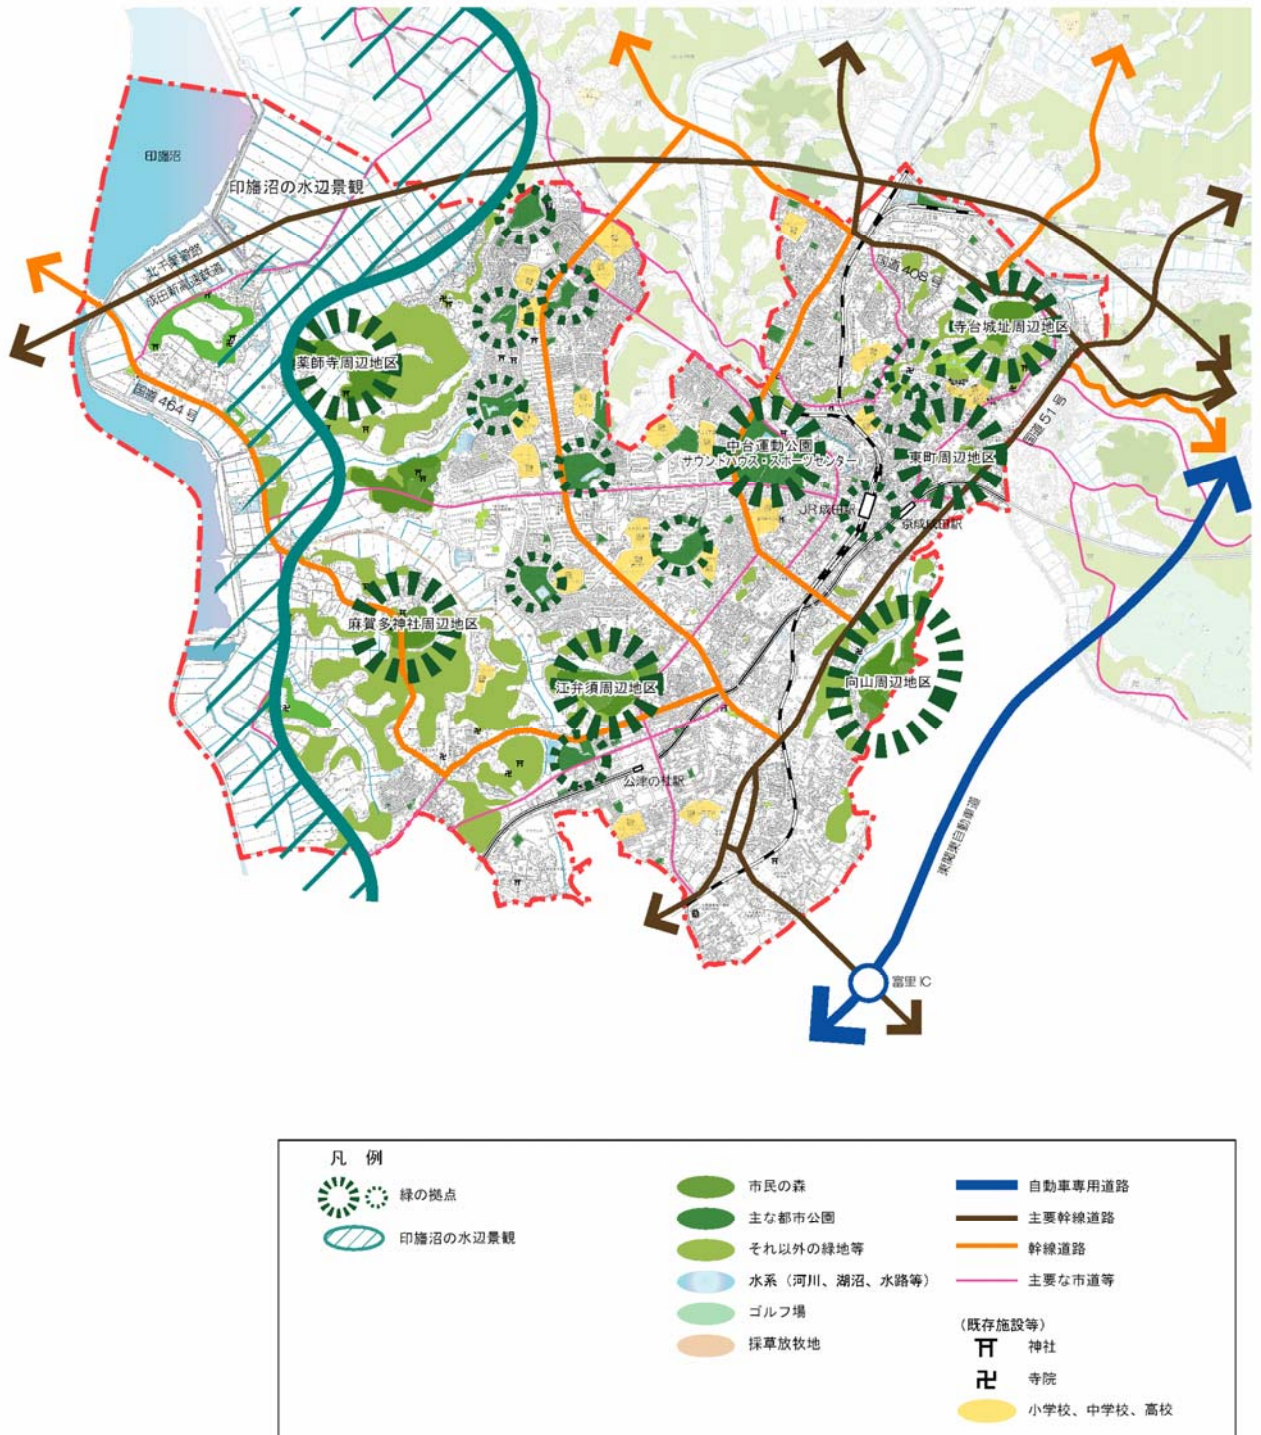 印旛沼
印旛沼の水辺景観
北千葉道路
成田新高速鉄道
国道 408 号
寺台城址周辺地区
薬師寺周辺地区
国道 464 号
国道 51 号
中台運動公園
サウンドハウス・スポーツセンター
東町周辺地区
JR成田駅
京成成田駅
麻賀多神社周辺地区
江弁須周辺地区
向山周辺地区
公津の杜駅
東関東自動車道
富里 IC
凡 例
緑の拠点
印旛沼の水辺景観
市民の森
主な都市公園
それ以外の緑地等
水系（河川、湖沼、水路等）
ゴルフ場
採草放牧地
自動車専用道路
主要幹線道路
幹線道路
主要な市道等
（既存施設等）
神社
寺院
小学校、中学校、高校